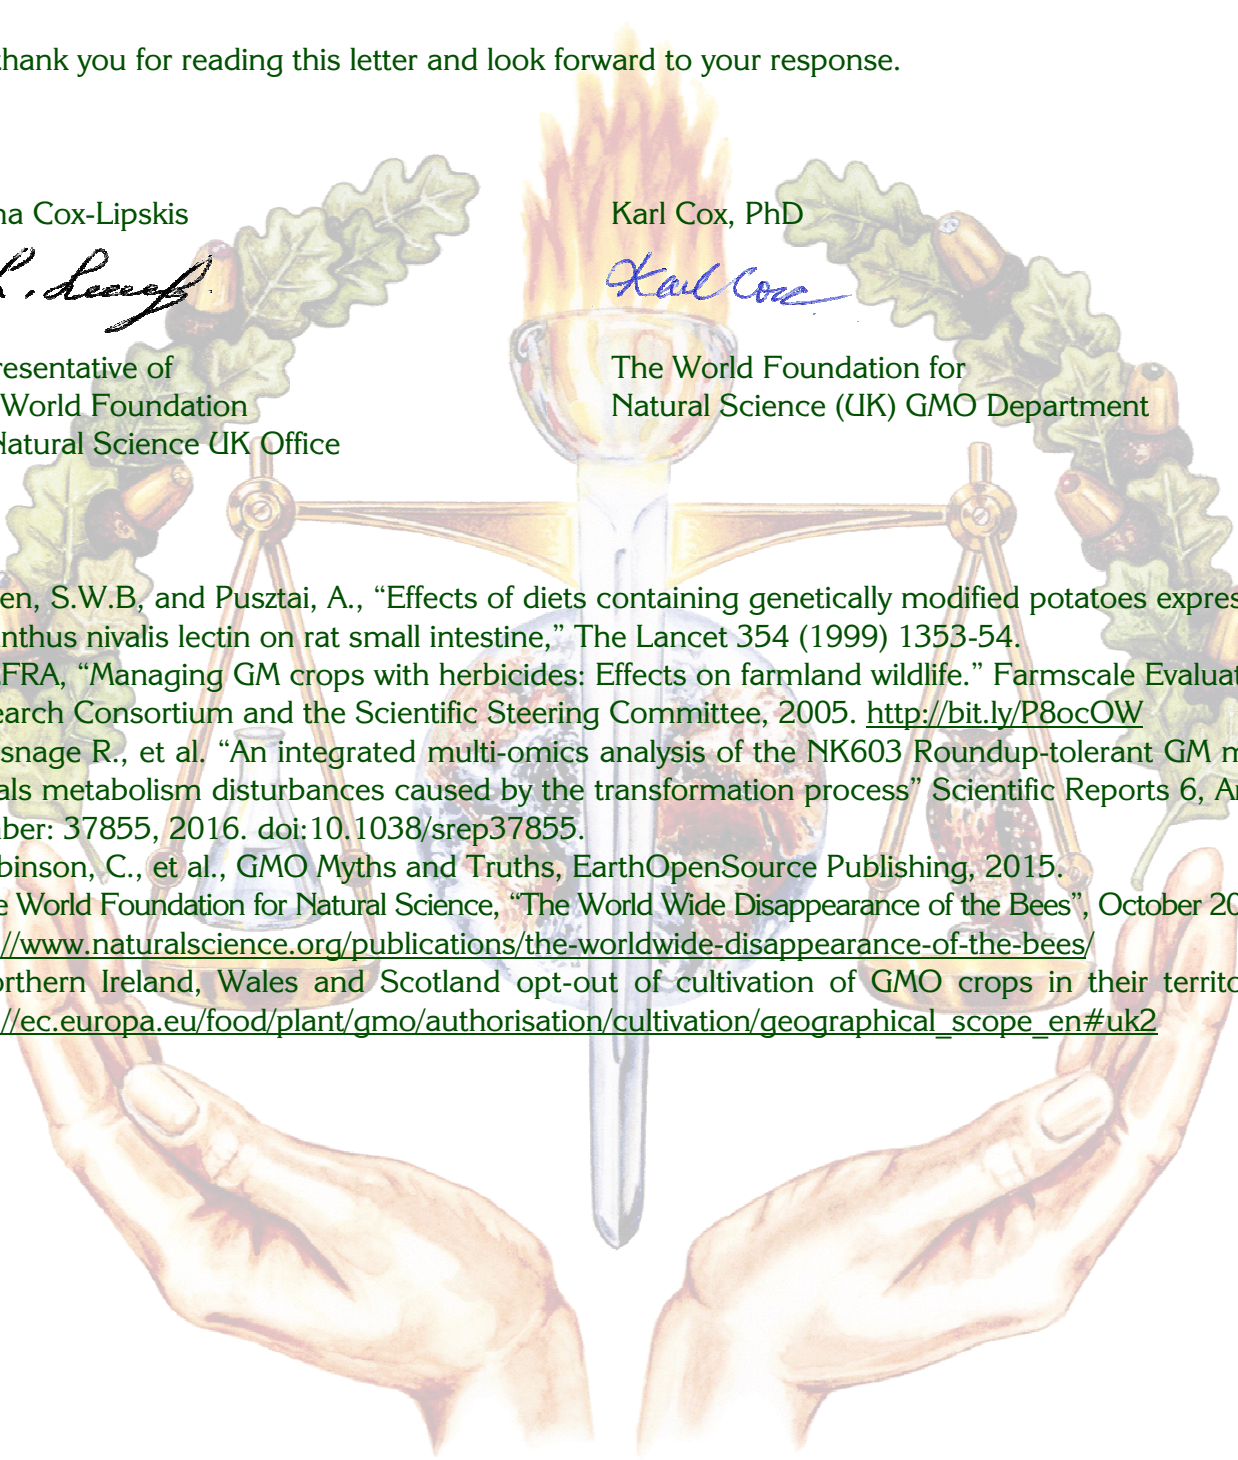 thank you for reading this letter and look forward to your response.
na Cox-Lipskis Karl Cox, PhD
Karl Cox
resentative of The World Foundation for
World Foundation Natural Science (UK) GMO Department
Natural Science UK Office
en, S.W.B, and Pusztai, A., “Effects of diets containing genetically modified potatoes expres
nthus nivalis lectin on rat small intestine,” The Lancet 354 (1999) 1353-54.
FRA, “Managing GM crops with herbicides: Effects on farmland wildlife.” Farmscale Evaluat
earch Consortium and the Scientific Steering Committee, 2005. http://bit.ly/P8ocOW
snage R., et al. “An integrated multi-omics analysis of the NK603 Roundup-tolerant GM m
als metabolism disturbances caused by the transformation process” Scientific Reports 6, Ar
ber: 37855, 2016. doi:10.1038/srep37855.
binson, C., et al., GMO Myths and Truths, EarthOpenSource Publishing, 2015.
e World Foundation for Natural Science, “The World Wide Disappearance of the Bees”, October 20
//www.naturalscience.org/publications/the-worldwide-disappearance-of-the-bees/
orthern Ireland, Wales and Scotland opt-out of cultivation of GMO crops in their territo
//ec.europa.eu/food/plant/gmo/authorisation/cultivation/geographical_scope_en#uk2